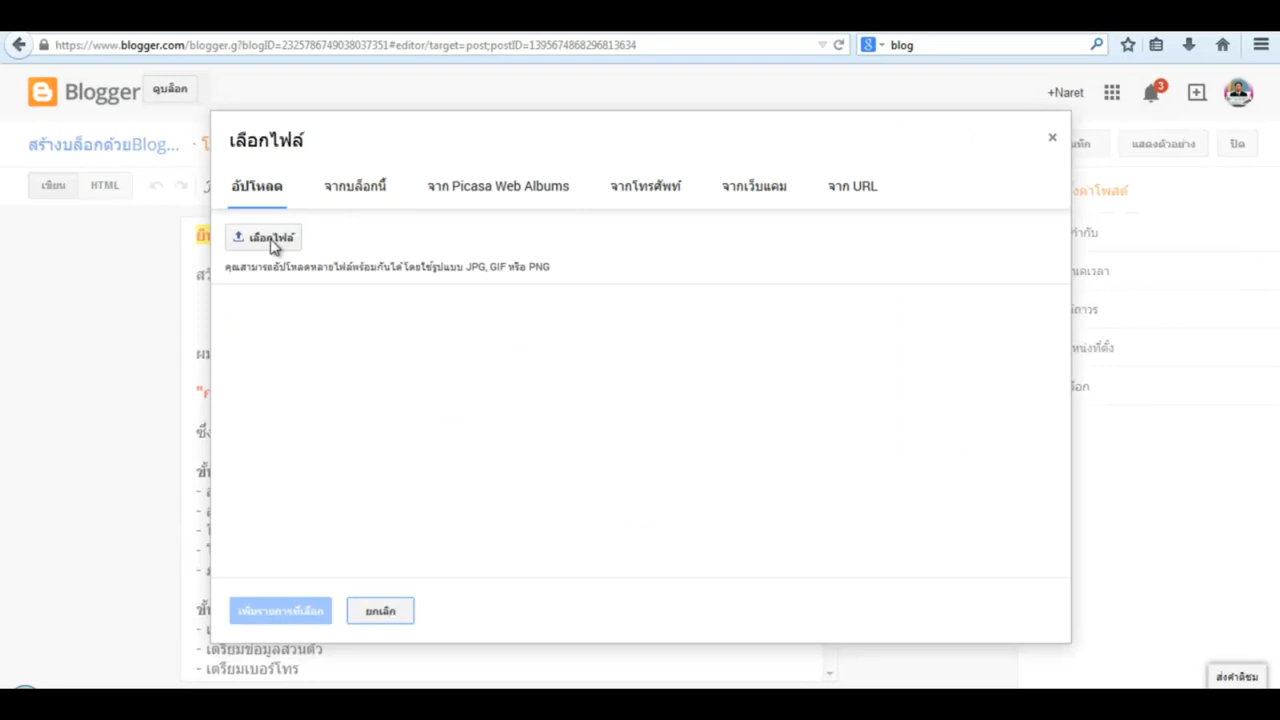 https://www.blogger.com/blogger.g?blogID=2325786749038037351#editor/target=post;postID=1395674868296813634
blog
Blogger
ดูบล็อก
+Naret
3
สร้างบล็อกด้วยBlog...
แสดงตัวอย่าง
ปิด
เขียน
HTML
เลือกไฟล์
อัปโหลด
จากบล็อกนี้
จาก Picasa Web Albums
จากโทรศัพท์
จากเว็บแคม
จาก URL
เลือกไฟล์
คุณสามารถอัปโหลดหลายไฟล์พร้อมกันได้ โดยใช้รูปแบบ JPG, GIF หรือ PNG
เพิ่มรายการที่เลือก
ยกเลิก
- เตรียมข้อมูลส่วนตัว
- เตรียมเบอร์โทร
ส่งคำติชม